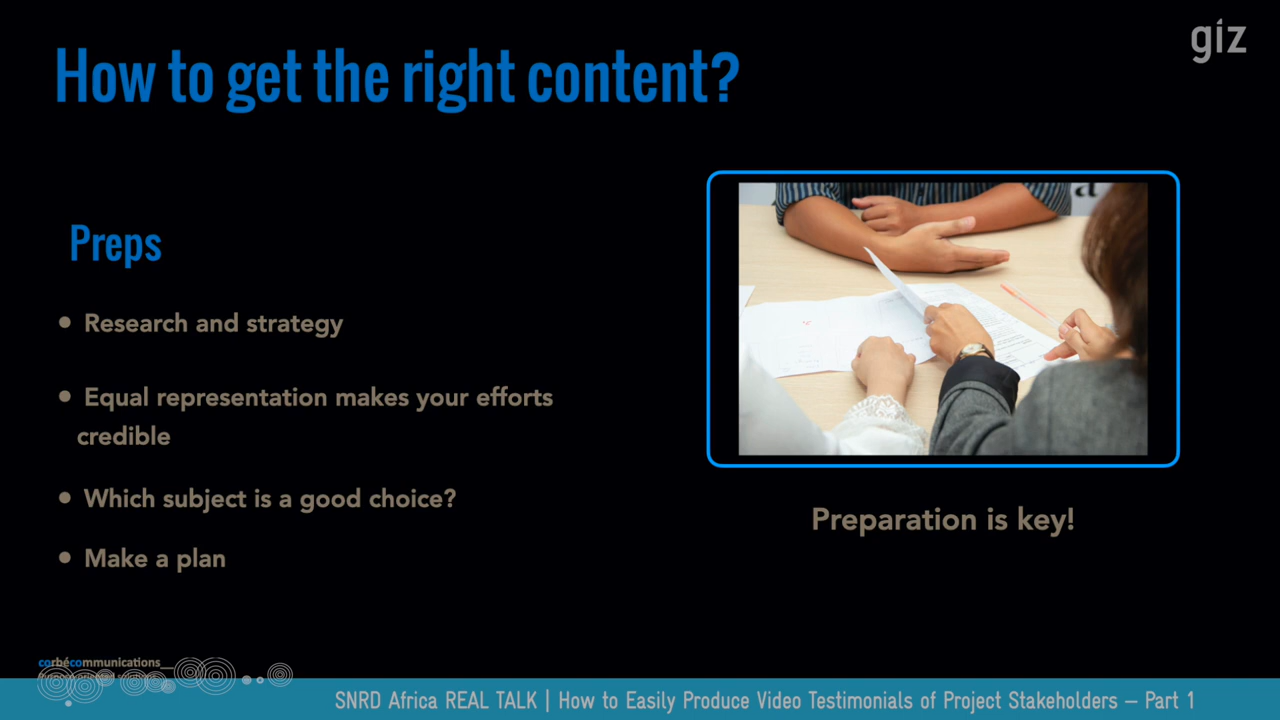 giz
How to get the right content?
Preps
• Research and strategy
• Equal representation makes your efforts
credible
• Which subject is a good choice?
• Make a plan
Preparation is key!
corbécommunications__
SNRD Africa REAL TALK | How to Easily Produce Video Testimonials of Project Stakeholders – Part 1